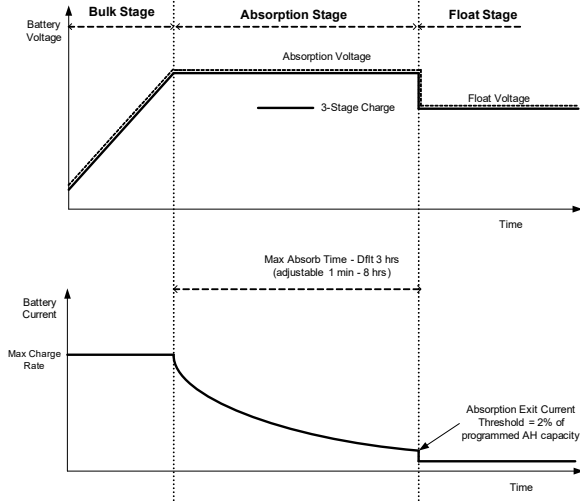 Bulk Stage
Absorption Stage
Float Stage
Battery
Voltage
Absorption Voltage
Float Voltage
3-Stage Charge
Time
Max Absorb Time - Dflt 3 hrs
(adjustable 1 min - 8 hrs)
Battery
Current
Max Charge
Rate
Absorption Exit Current
Threshold = 2% of
programmed AH capacity
Time